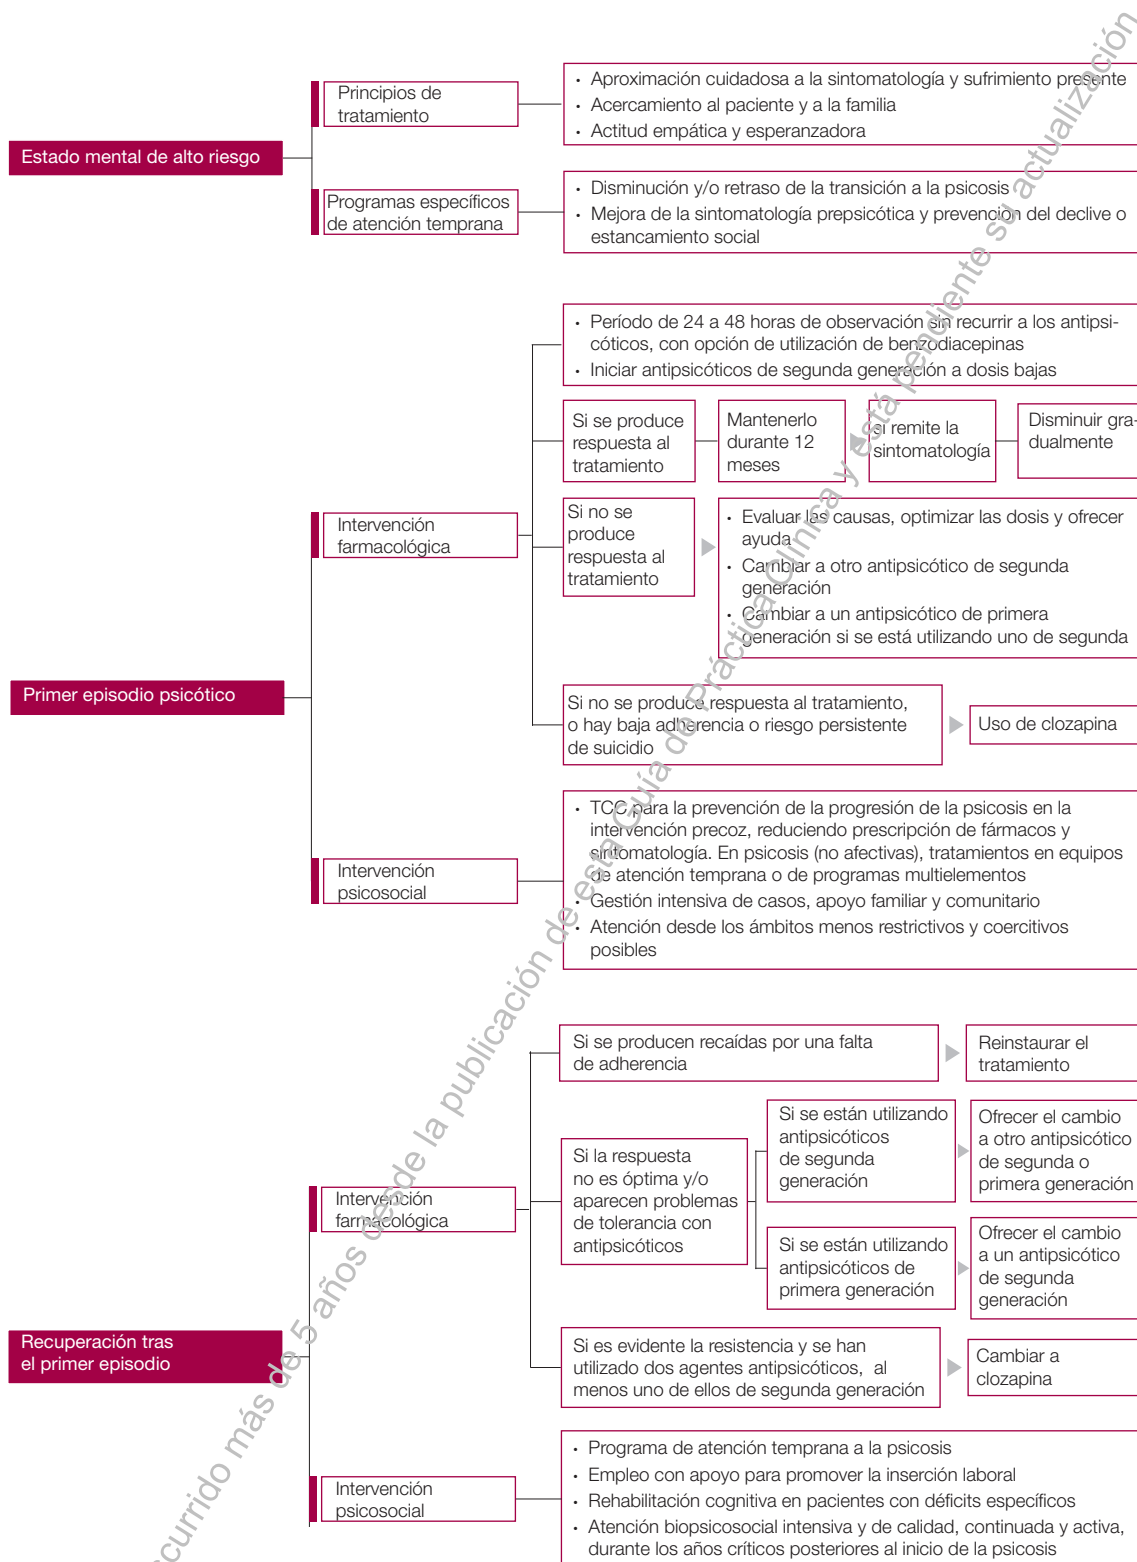 Estado mental de alto riesgo
Principios de
tratamiento
• Aproximación cuidadosa a la sintomatología y sufrimiento presente
• Acercamiento al paciente y a la familia
• Actitud empática y esperanzadora
Programas específicos
de atención temprana
• Disminución y/o retraso de la transición a la psicosis
• Mejora de la sintomatología prepsicótica y prevención del declive o
estancamiento social
Primer episodio psicótico
Intervención
farmacológica
• Período de 24 a 48 horas de observación sin recurrir a los antipsi-
cóticos, con opción de utilización de benzodiacepinas
• Iniciar antipsicóticos de segunda generación a dosis bajas
Si se produce
respuesta al
tratamiento
Mantenerlo
durante 12
meses
si remite la
sintomatología
Disminuir gra-
dualmente
Si no se
produce
respuesta al
tratamiento
• Evaluar las causas, optimizar las dosis y ofrecer
ayuda
• Cambiar a otro antipsicótico de segunda
generación
• Cambiar a un antipsicótico de primera
generación si se está utilizando uno de segunda
Si no se produce respuesta al tratamiento,
o hay baja adherencia o riesgo persistente
de suicidio
Uso de clozapina
Intervención
psicosocial
• TCC para la prevención de la progresión de la psicosis en la
intervención precoz, reduciendo prescripción de fármacos y
sintomatología. En psicosis (no afectivas), tratamientos en equipos
de atención temprana o de programas multielementos
• Gestión intensiva de casos, apoyo familiar y comunitario
• Atención desde los ámbitos menos restrictivos y coercitivos
posibles
Recuperación tras
el primer episodio
Intervención
farmacológica
Si se producen recaídas por una falta
de adherencia
Reinstaurar el
tratamiento
Si la respuesta
no es óptima y/o
aparecen problemas
de tolerancia con
antipsicóticos
Si se están utilizando
antipsicóticos
de segunda
generación
Ofrecer el cambio
a otro antipsicótico
de segunda o
primera generación
Si se están utilizando
antipsicóticos de
primera generación
Ofrecer el cambio
a un antipsicótico
de segunda
generación
Si es evidente la resistencia y se han
utilizado dos agentes antipsicóticos, al
menos uno de ellos de segunda generación
Cambiar a
clozapina
Intervención
psicosocial
• Programa de atención temprana a la psicosis
• Empleo con apoyo para promover la inserción laboral
• Rehabilitación cognitiva en pacientes con déficits específicos
• Atención biopsicosocial intensiva y de calidad, continuada y activa,
durante los años críticos posteriores al inicio de la psicosis
scurrido más de 5 años desde la publicación de esta Guía de Práctica Clínica y está pendiente su actualización